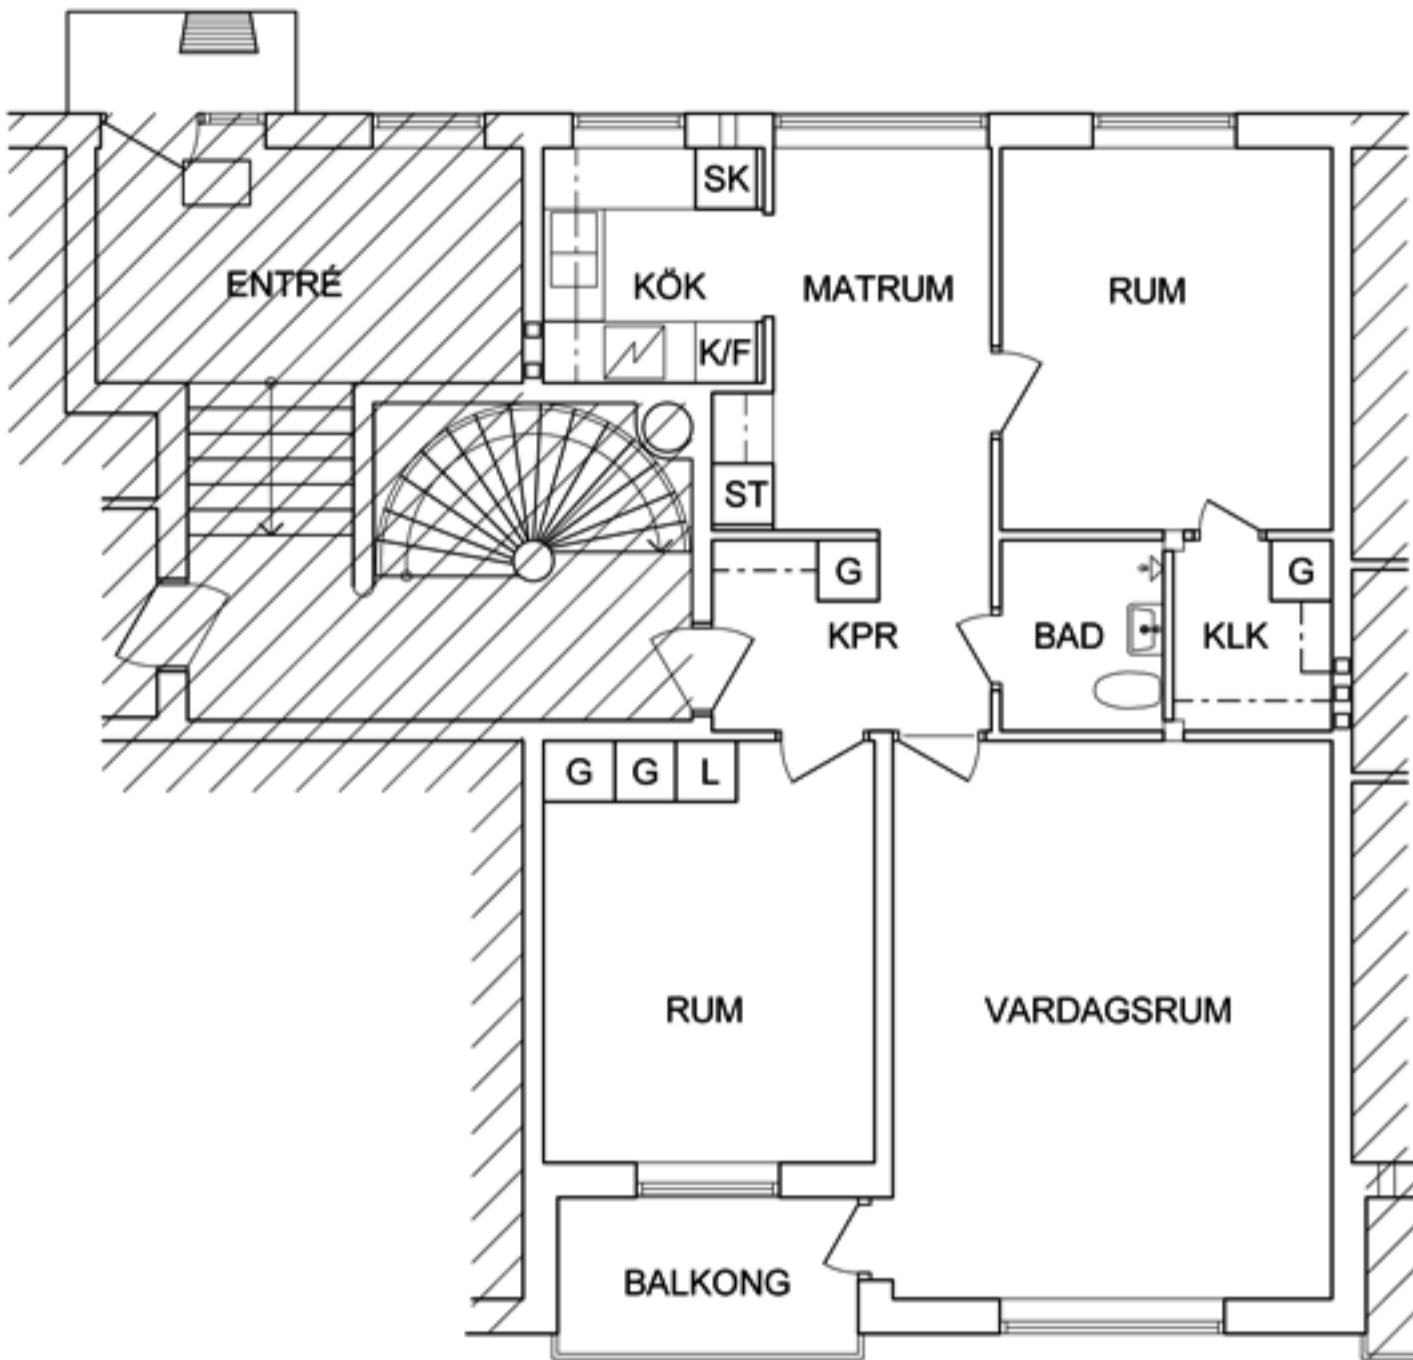 SK
ENTRÉ
KÖK
MATRUM
RUM
K/F
ST
G
G
KPR
BAD
KLK
G
G
L
RUM
VARDAGSRUM
BALKONG